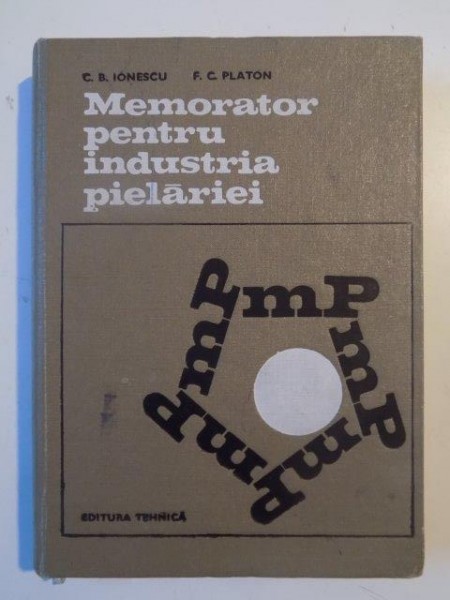 C. B. IONESCU F. C. PLATON
Memorator
pentru
industria
pielăriei
mP
mP
mP
mP
mP
EDITURA TEHNICĂ